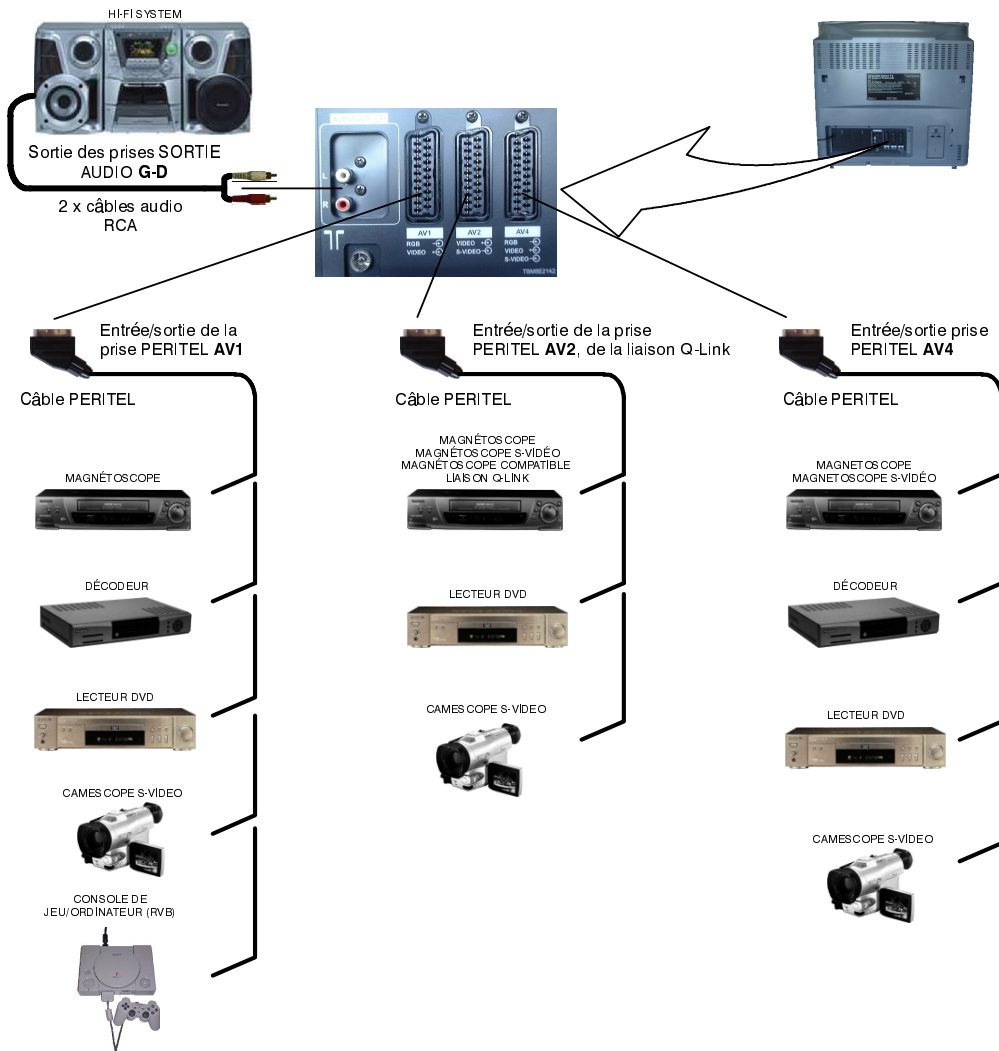 HI-FI SYSTEM
Sortie des prises SORTIE
AUDIO G-D
2 x câbles audio
RCA
L
R
AV1
RGB
VIDEO
AV2
VIDEO
S-VIDEO
AV4
RGB
VIDEO
S-VIDEO
TBM8E2142
Entrée/sortie de la
prise PERITEL AV1
Câble PERITEL
MAGNÉTOSCOPE
DÉCODEUR
LECTEUR DVD
CAMESCOPE S-VIDEO
CONSOLE DE
JEU/ORDINATEUR (RVB)
Entrée/sortie de la prise
PERITEL AV2, de la liaison Q-Link
Câble PERITEL
MAGNÉTOSCOPE
MAGNÉTOSCOPE S-VIDÉO
MAGNÉTOSCOPE COMPATIBLE
LIAISON Q-LINK
LECTEUR DVD
CAMESCOPE S-VIDEO
Entrée/sortie prise
PERITEL AV4
Câble PERITEL
MAGNETOSCOPE
MAGNETOSCOPE S-VIDÉO
DÉCODEUR
LECTEUR DVD
CAMESCOPE S-VIDEO